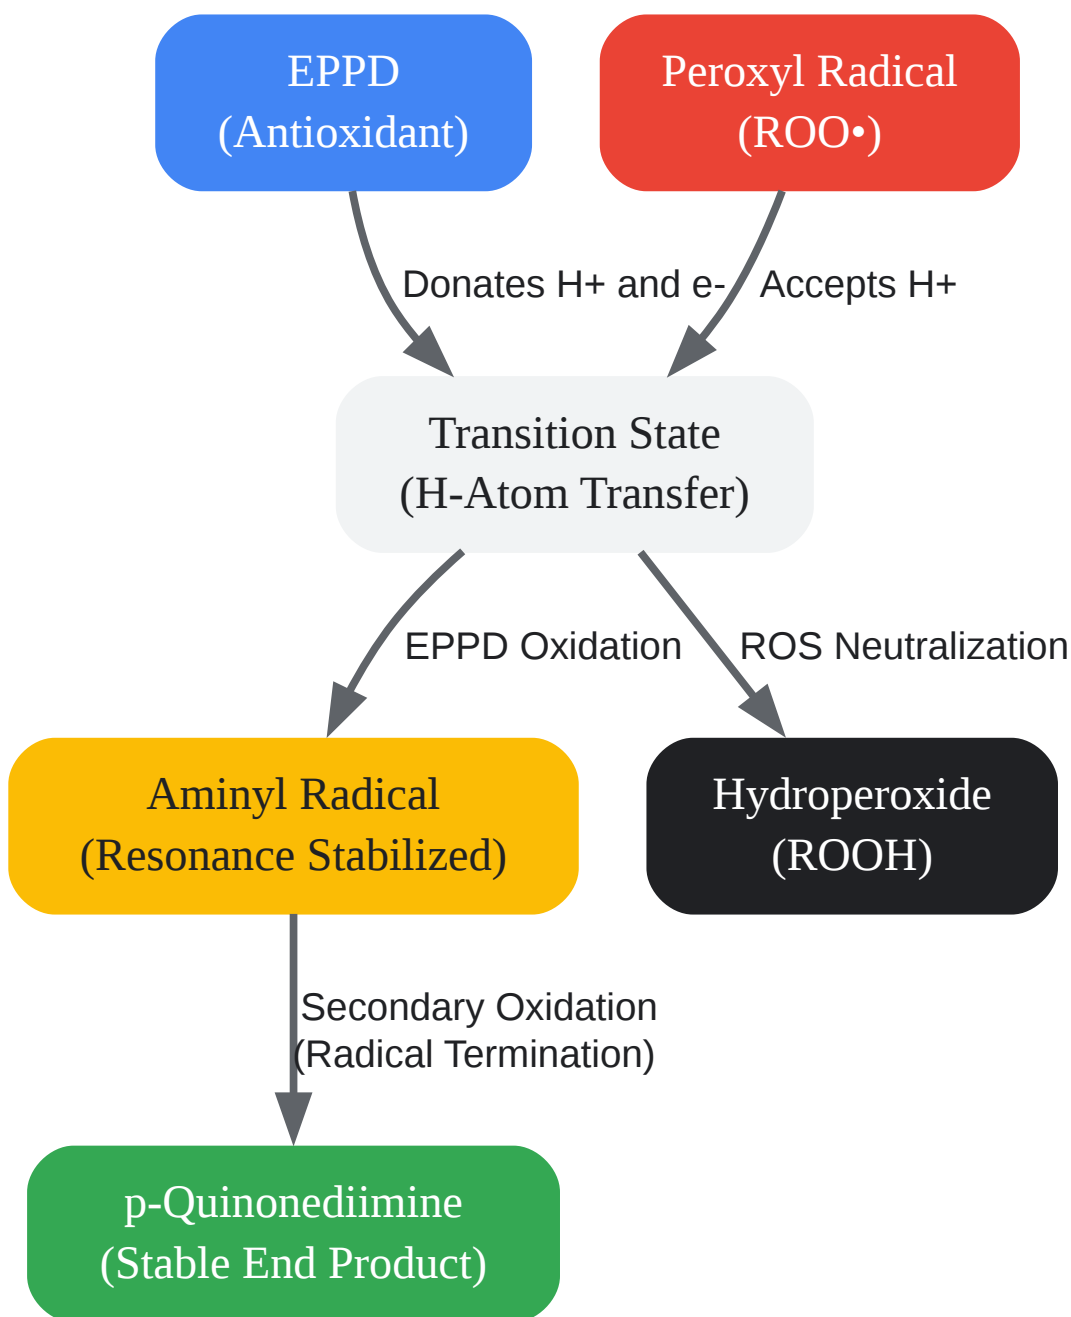 EPPD
(Antioxidant)
Peroxyl Radical
(ROO•)
Donates H+ and e-
Accepts H+
Transition State
(H-Atom Transfer)
EPPD Oxidation
ROS Neutralization
Aminyl Radical
(Resonance Stabilized)
Hydroperoxide
(ROOH)
Secondary Oxidation
(Radical Termination)
p-Quinonediimine
(Stable End Product)